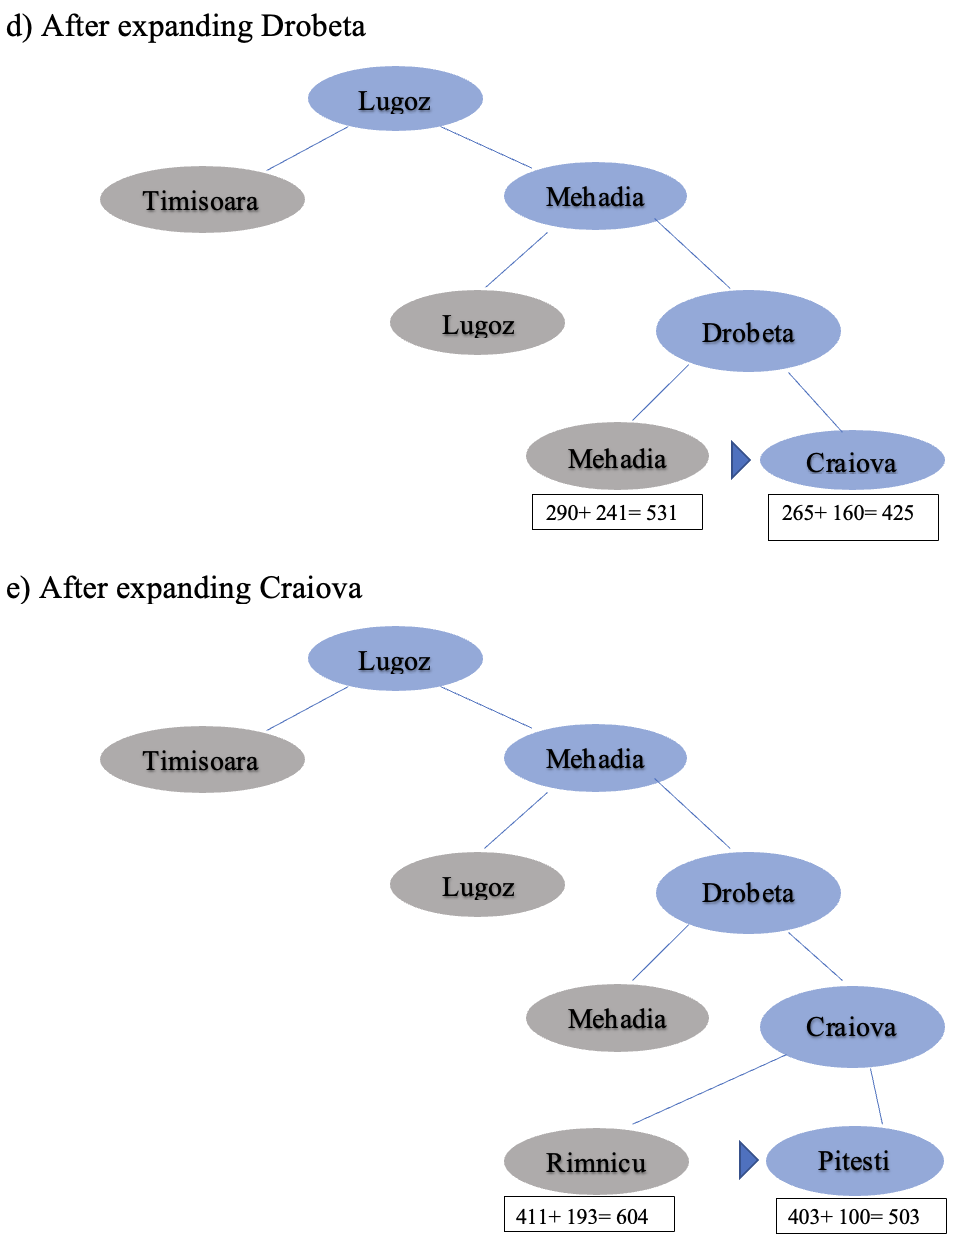 d) After expanding Drobeta
Lugoz
Timisoara
Mehadia
Lugoz
Drobeta
Mehadia
Craiova
290+ 241= 531
265+ 160= 425
e) After expanding Craiova
Lugoz
Timisoara
Mehadia
Lugoz
Drobeta
Mehadia
Craiova
Rimnicu
Pitesti
411+ 193= 604
403+ 100= 503